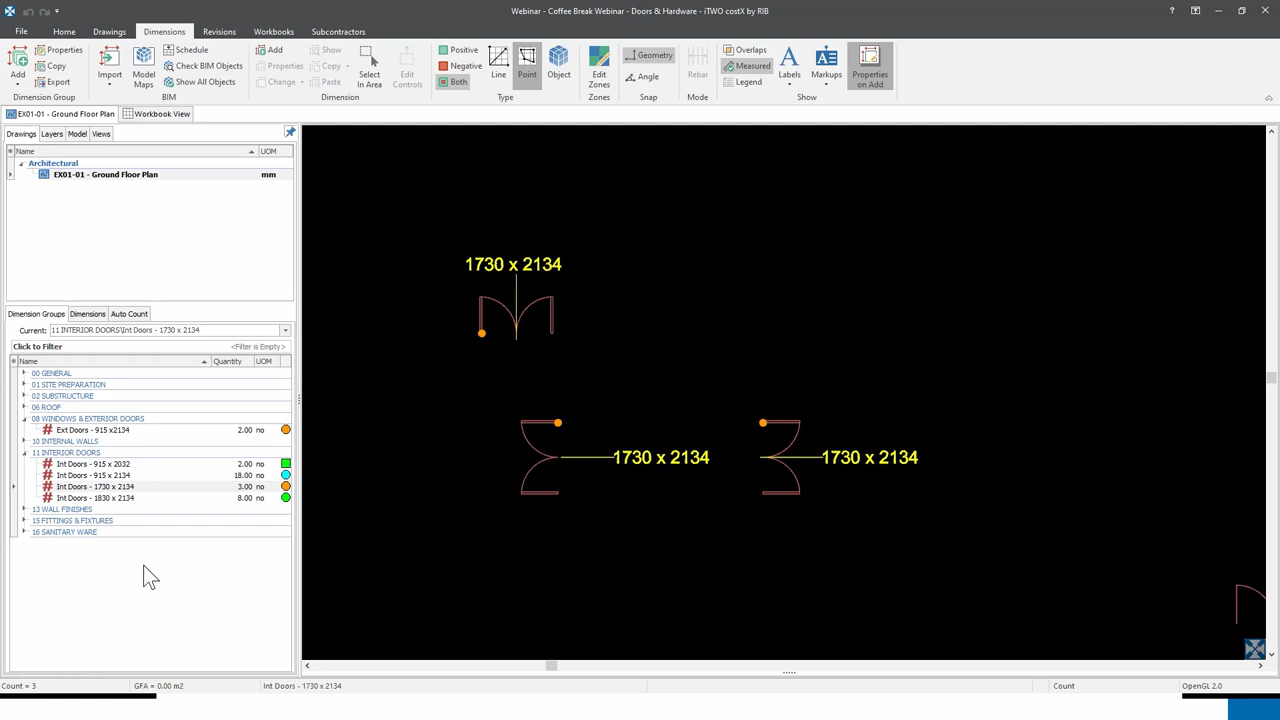 Webinar - Coffee Break Webinar - Doors & Hardware - iTWO costX by RIB
File Home Drawings Dimensions Revisions Workbooks Subcontractors
Add Properties Copy Export Import Model Maps Schedule Check BIM Objects Show All Objects Add Properties Change Show Copy Paste Select In Area Edit Controls Positive Negative Both Line Point Object Edit Zones Geometry Angle Rebar Overlaps Measured Legend Labels Markups Properties on Add
Dimension Group BIM Dimension Type Snap Mode Show
EX01-01 - Ground Floor Plan Workbook View
Drawings Layers Model Views
Name UOM
Architectural
EX01-01 - Ground Floor Plan mm
Dimension Groups Dimensions Auto Count
Current: 11 INTERIOR DOORS\Int Doors - 1730 x 2134
Click to Filter <Filter is Empty>
Name Quantity UOM
00 GENERAL
01 SITE PREPARATION
02 SUBSTRUCTURE
06 ROOF
08 WINDOWS & EXTERIOR DOORS
Ext Doors - 915 x2134 2.00 no
10 INTERNAL WALLS
11 INTERIOR DOORS
Int Doors - 915 x 2032 2.00 no
Int Doors - 915 x 2134 18.00 no
Int Doors - 1730 x 2134 3.00 no
Int Doors - 1830 x 2134 8.00 no
13 WALL FINISHES
15 FITTINGS & FIXTURES
16 SANITARY WARE
1730 x 2134
1730 x 2134
1730 x 2134
Count = 3 GFA = 0.00 m2 Int Doors - 1730 x 2134 Count OpenGL 2.0